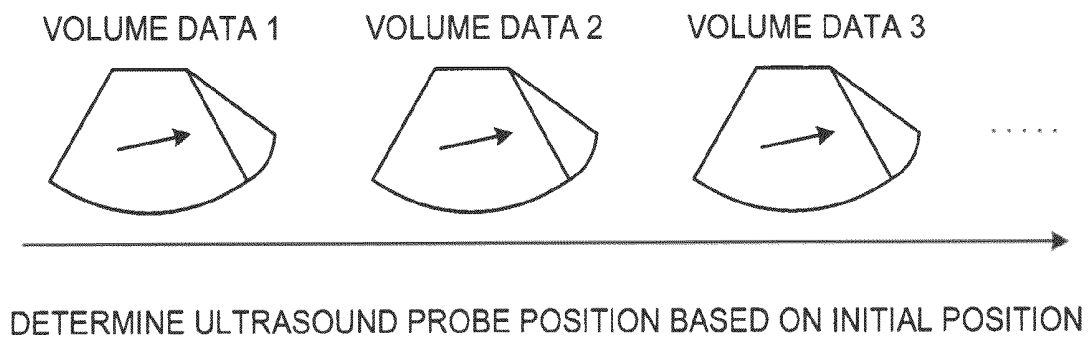 VOLUME DATA 1 VOLUME DATA 2 VOLUME DATA 3
.....
DETERMINE ULTRASOUND PROBE POSITION BASED ON INITIAL POSITION